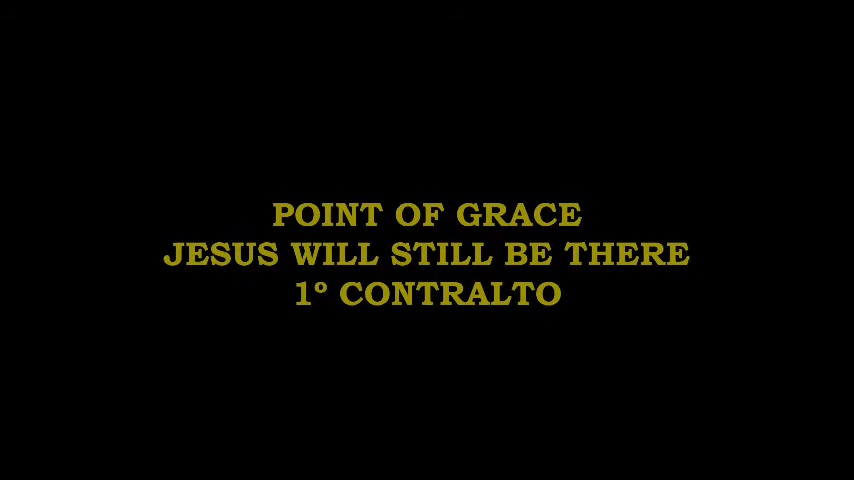 POINT OF GRACE
JESUS WILL STILL BE THERE
1º CONTRALTO